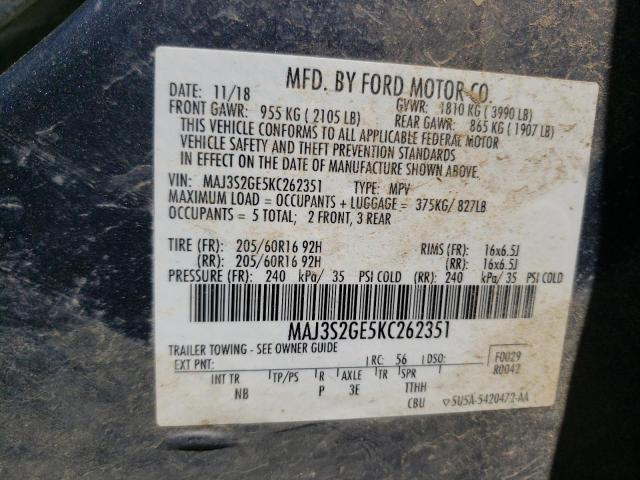 MFD. BY FORD MOTOR CO.
DATE: 11/18 GVWR: 1810 KG ( 3990 LB)
FRONT GAWR: 955 KG ( 2105 LB) REAR GAWR: 865 KG ( 1907 LB)
THIS VEHICLE CONFORMS TO ALL APPLICABLE FEDERAL MOTOR
VEHICLE SAFETY AND THEFT PREVENTION STANDARDS
IN EFFECT ON THE DATE OF MANUFACTURE SHOWN ABOVE.
VIN: MAJ3S2GE5KC262351 TYPE: MPV
MAXIMUM LOAD = OCCUPANTS + LUGGAGE = 375KG/ 827LB
OCCUPANTS = 5 TOTAL; 2 FRONT, 3 REAR
TIRE (FR): 205/60R16 92H RIMS (FR): 16x6.5J
(RR): 205/60R16 92H (RR): 16x6.5J
PRESSURE (FR): 240 kPa/ 35 PSI COLD (RR): 240 kPa/ 35 PSI COLD
MAJ3S2GE5KC262351
TRAILER TOWING - SEE OWNER GUIDE
EXT PNT: RC: 56 DSO: F0029
R0042
INT TR TP/PS R AXLE TR SPR
NB P 3E TTHH
CBU 5U5A-5420472-AA